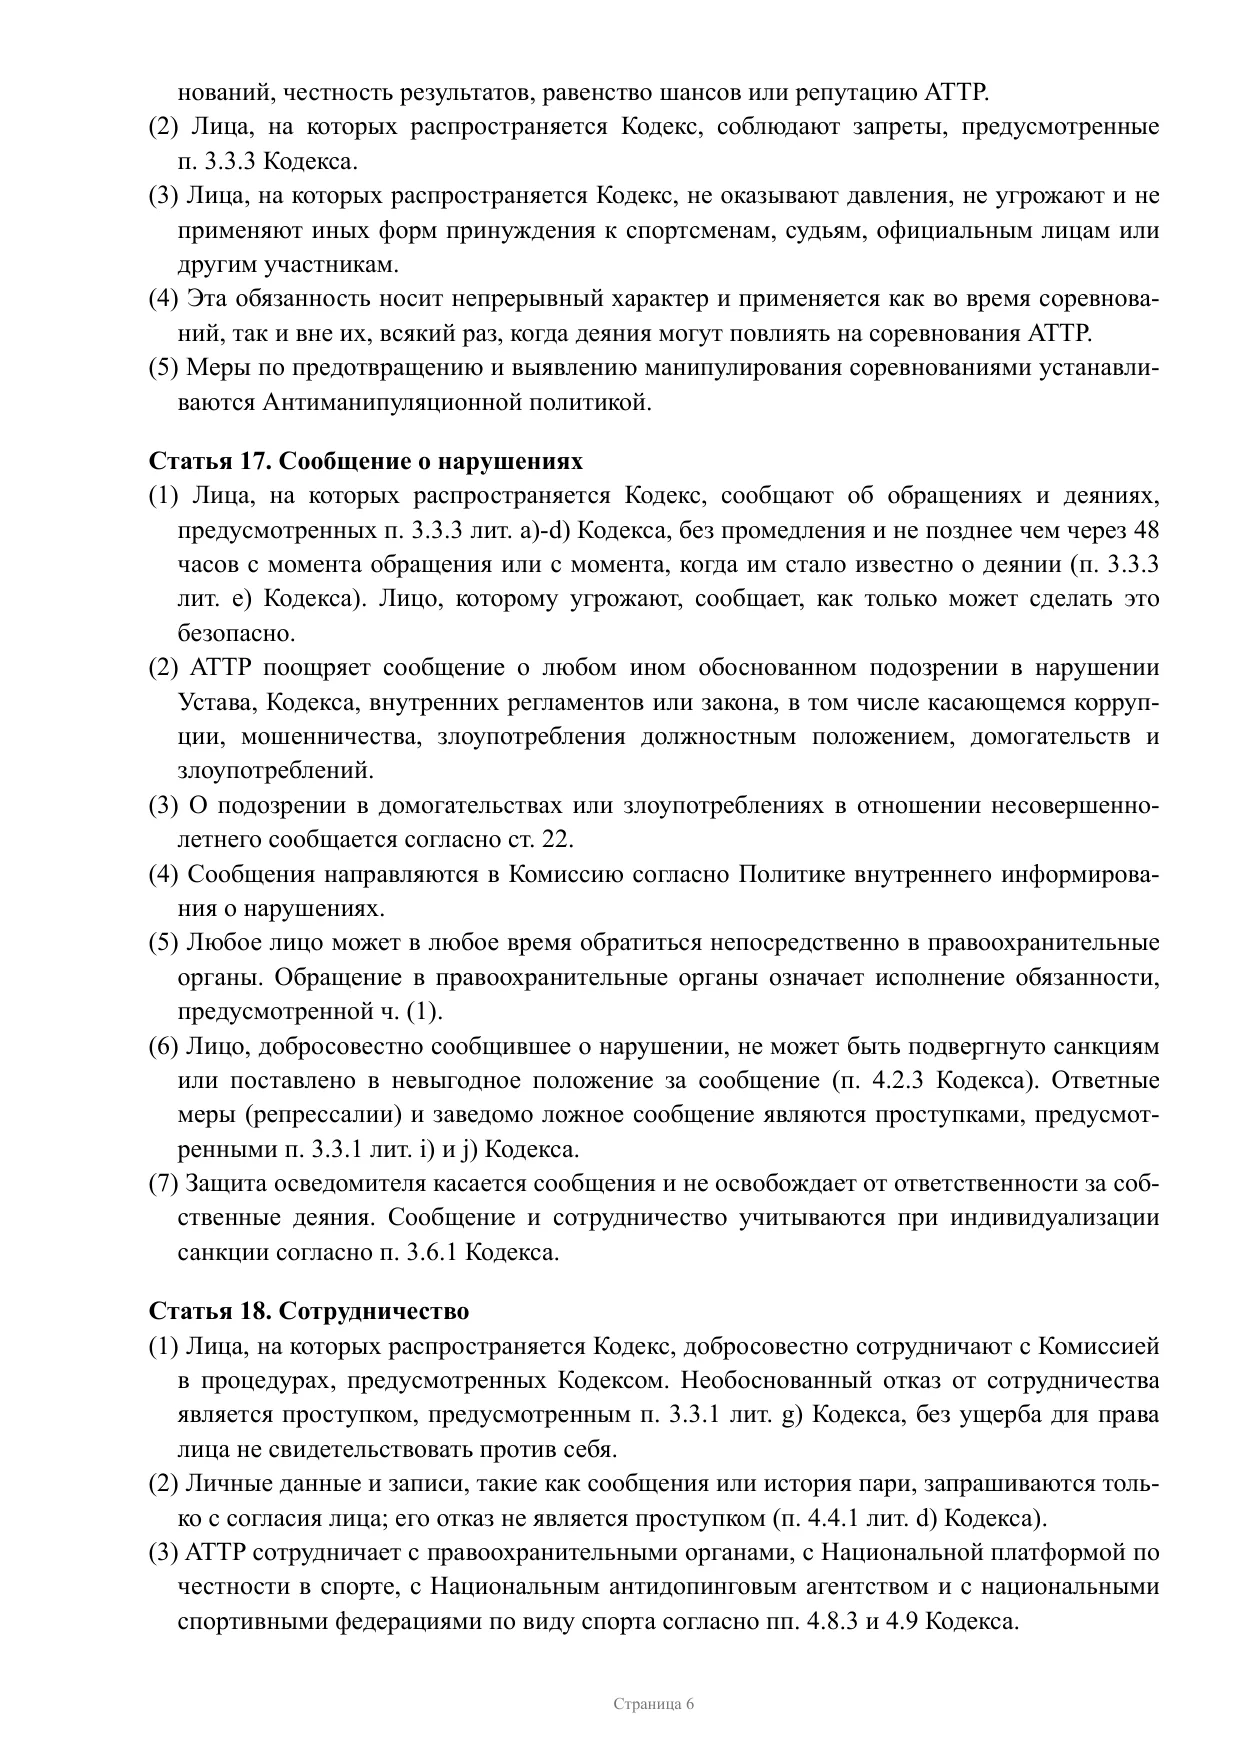 нований, честность результатов, равенство шансов или репутацию АТТР.
(2) Лица, на которых распространяется Кодекс, соблюдают запреты, предусмотренные
п. 3.3.3 Кодекса.
(3) Лица, на которых распространяется Кодекс, не оказывают давления, не угрожают и не
применяют иных форм принуждения к спортсменам, судьям, официальным лицам или
другим участникам.
(4) Эта обязанность носит непрерывный характер и применяется как во время соревнова-
ний, так и вне их, всякий раз, когда деяния могут повлиять на соревнования АТТР.
(5) Меры по предотвращению и выявлению манипулирования соревнованиями устанавли-
ваются Антиманипуляционной политикой.
Статья 17. Сообщение о нарушениях
(1) Лица, на которых распространяется Кодекс, сообщают об обращениях и деяниях,
предусмотренных п. 3.3.3 лит. a)-d) Кодекса, без промедления и не позднее чем через 48
часов с момента обращения или с момента, когда им стало известно о деянии (п. 3.3.3
лит. e) Кодекса). Лицо, которому угрожают, сообщает, как только может сделать это
безопасно.
(2) АТТР поощряет сообщение о любом ином обоснованном подозрении в нарушении
Устава, Кодекса, внутренних регламентов или закона, в том числе касающемся корруп-
ции, мошенничества, злоупотребления должностным положением, домогательств и
злоупотреблений.
(3) О подозрении в домогательствах или злоупотреблениях в отношении несовершенно-
летнего сообщается согласно ст. 22.
(4) Сообщения направляются в Комиссию согласно Политике внутреннего информирова-
ния о нарушениях.
(5) Любое лицо может в любое время обратиться непосредственно в правоохранительные
органы. Обращение в правоохранительные органы означает исполнение обязанности,
предусмотренной ч. (1).
(6) Лицо, добросовестно сообщившее о нарушении, не может быть подвергнуто санкциям
или поставлено в невыгодное положение за сообщение (п. 4.2.3 Кодекса). Ответные
меры (репрессалии) и заведомо ложное сообщение являются проступками, предусмот-
ренными п. 3.3.1 лит. i) и j) Кодекса.
(7) Защита осведомителя касается сообщения и не освобождает от ответственности за соб-
ственные деяния. Сообщение и сотрудничество учитываются при индивидуализации
санкции согласно п. 3.6.1 Кодекса.
Статья 18. Сотрудничество
(1) Лица, на которых распространяется Кодекс, добросовестно сотрудничают с Комиссией
в процедурах, предусмотренных Кодексом. Необоснованный отказ от сотрудничества
является проступком, предусмотренным п. 3.3.1 лит. g) Кодекса, без ущерба для права
лица не свидетельствовать против себя.
(2) Личные данные и записи, такие как сообщения или история пари, запрашиваются толь-
ко с согласия лица; его отказ не является проступком (п. 4.4.1 лит. d) Кодекса).
(3) АТТР сотрудничает с правоохранительными органами, с Национальной платформой по
честности в спорте, с Национальным антидопинговым агентством и с национальными
спортивными федерациями по виду спорта согласно пп. 4.8.3 и 4.9 Кодекса.
Страница 6